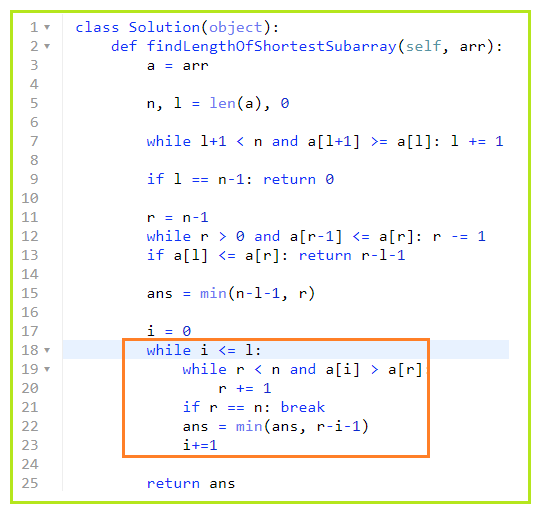 1 class Solution(object):
2     def findLengthOfShortestSubarray(self, arr):
3         a = arr
4
5         n, l = len(a), 0
6
7         while l+1 < n and a[l+1] >= a[l]: l += 1
8
9         if l == n-1: return 0
10
11         r = n-1
12         while r > 0 and a[r-1] <= a[r]: r -= 1
13         if a[l] <= a[r]: return r-l-1
14
15         ans = min(n-l-1, r)
16
17         i = 0
18         while i <= l:
19             while r < n and a[i] > a[r]:
20                 r += 1
21             if r == n: break
22             ans = min(ans, r-i-1)
23             i+=1
24
25         return ans